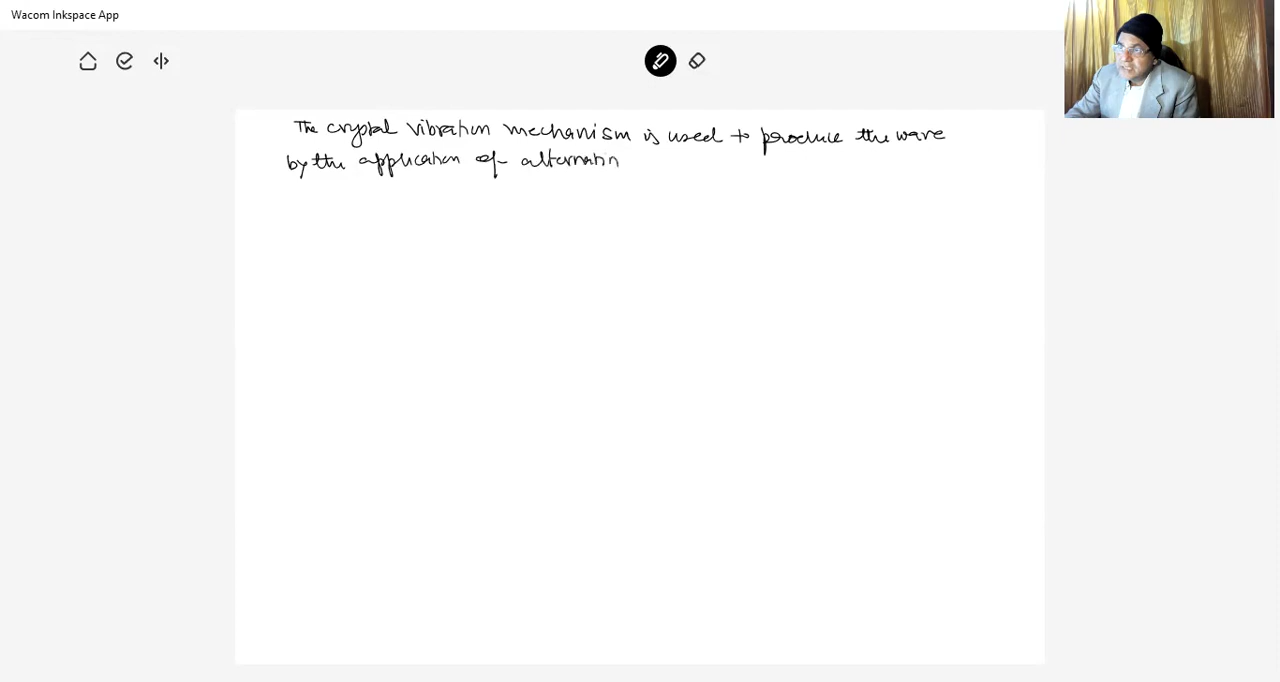 Wacom Inkspace App
The crystal vibration mechanism is used to produce the wave
by the application of alternatin